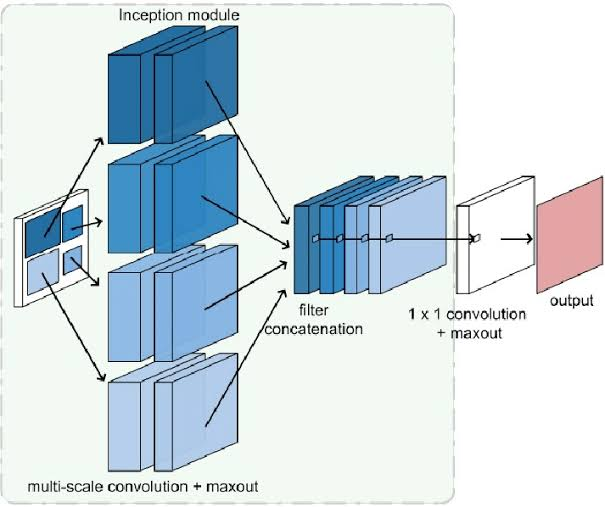 Inception module
filter
concatenation
1 x 1 convolution
+ maxout
output
multi-scale convolution + maxout